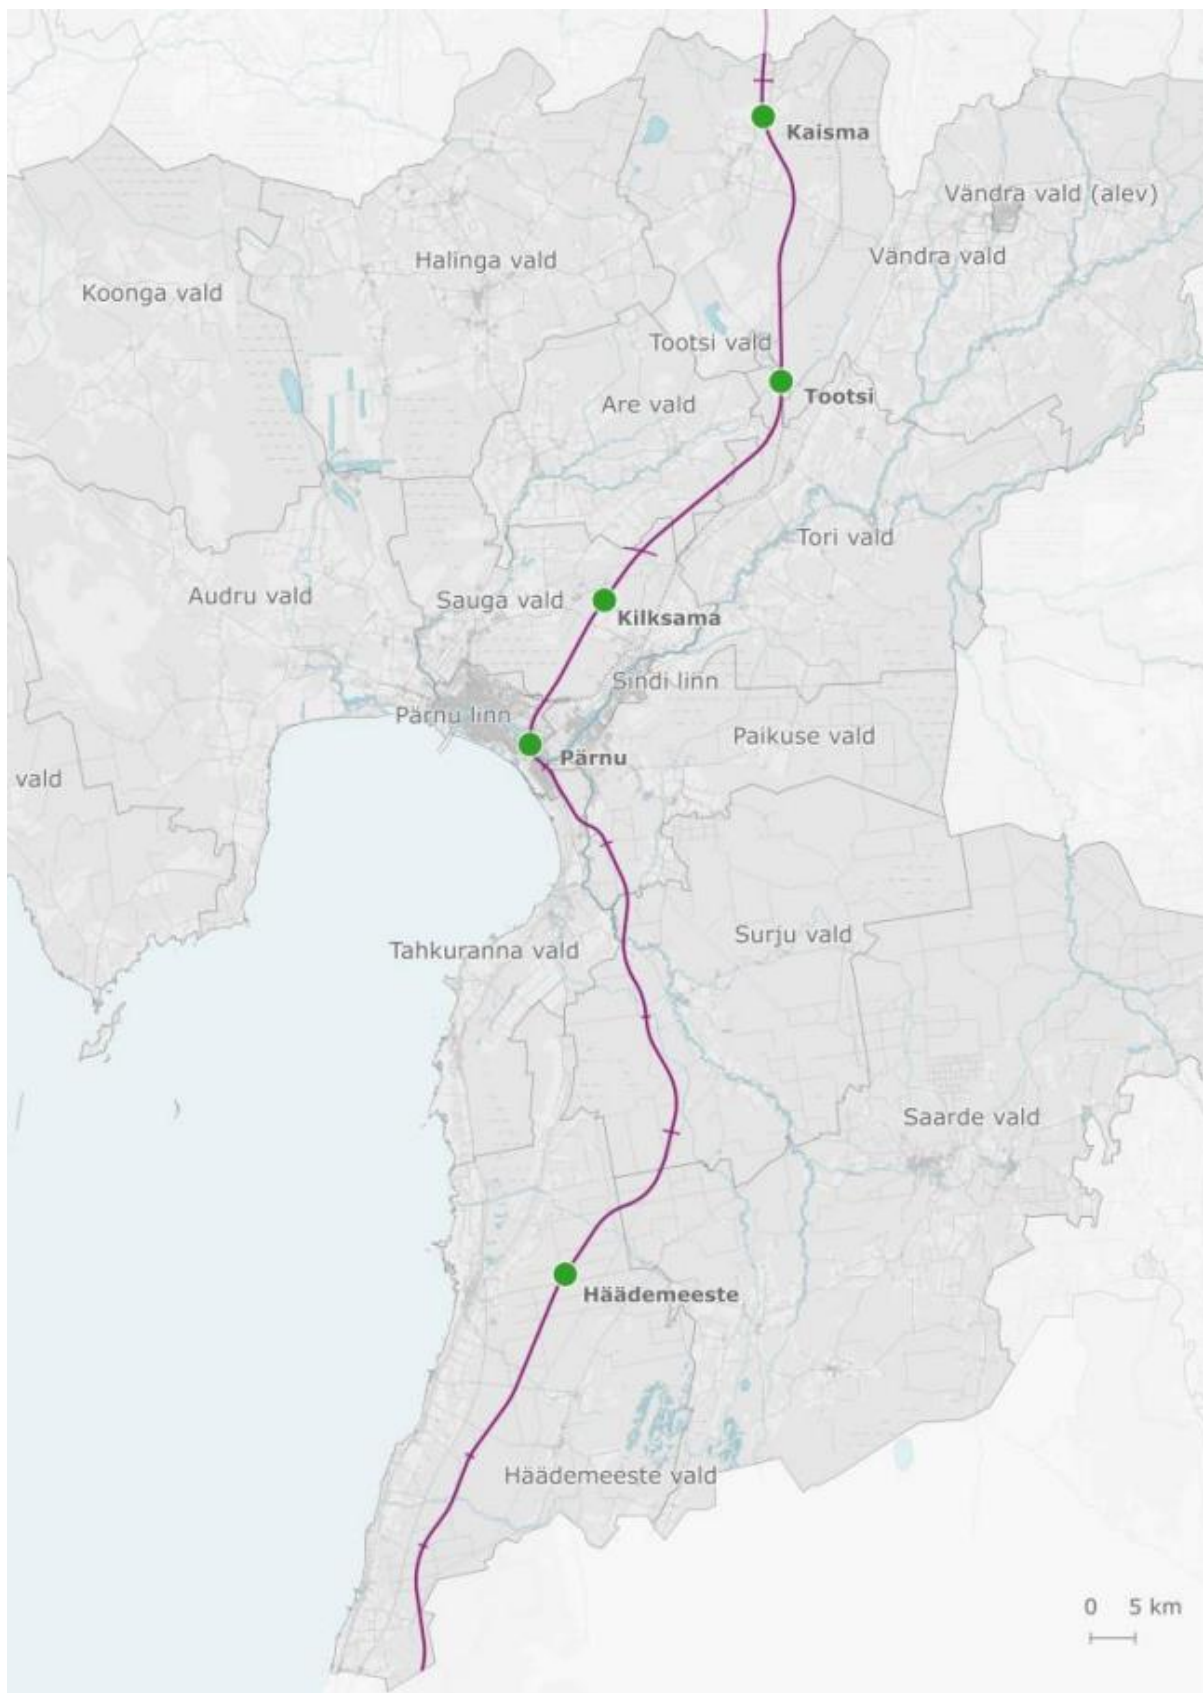 Kaisma
Vändra vald (alev)
Vändra vald
Halinga vald
Koonga vald
Tootsi vald
Tootsi
Are vald
Tori vald
Audru vald
Sauga vald
Kilksama
Sindi linn
Pärnu linn
Paikuse vald
Pärnu
vald
Surju vald
Tahkuranna vald
Saarde vald
Häädemeeste
Häädemeeste vald
0 5 km